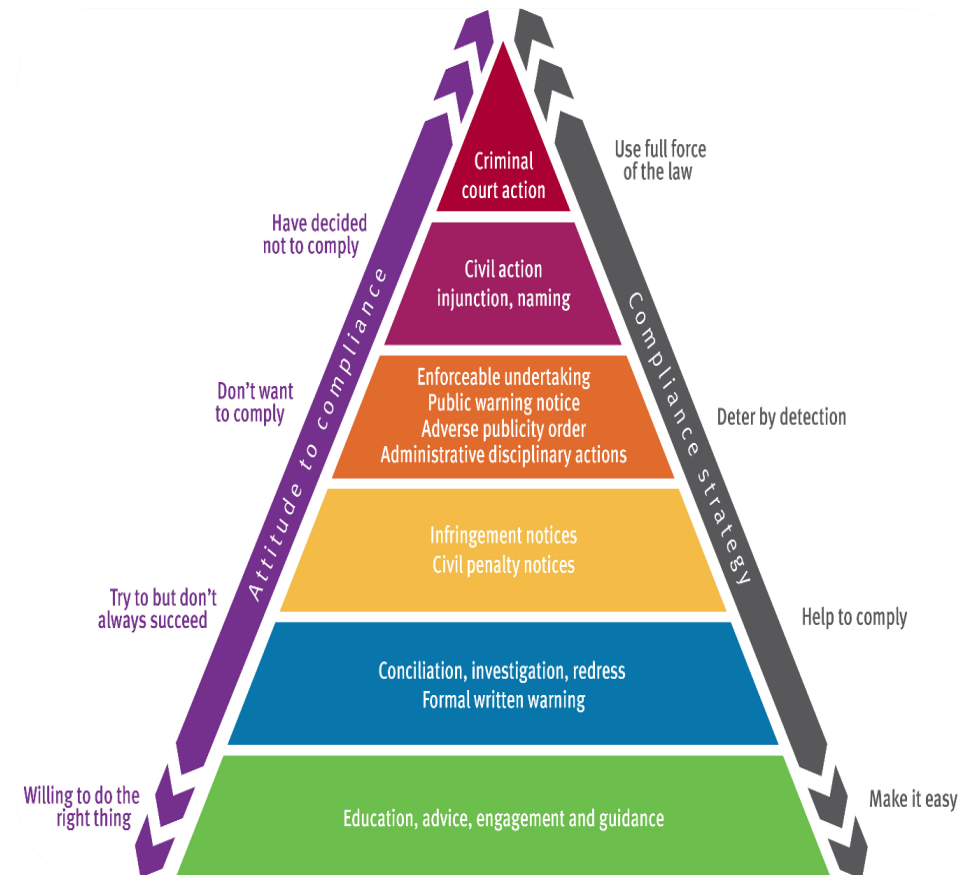 Criminal
court action
Use full force
of the law
Have decided
not to comply
Civil action
injunction, naming
Attitude to compliance
Compliance strategy
Don't want
to comply
Enforceable undertaking
Public warning notice
Adverse publicity order
Administrative disciplinary actions
Deter by detection
Infringement notices
Civil penalty notices
Try to but don't
always succeed
Help to comply
Conciliation, investigation, redress
Formal written warning
Willing to do the
right thing
Make it easy
Education, advice, engagement and guidance